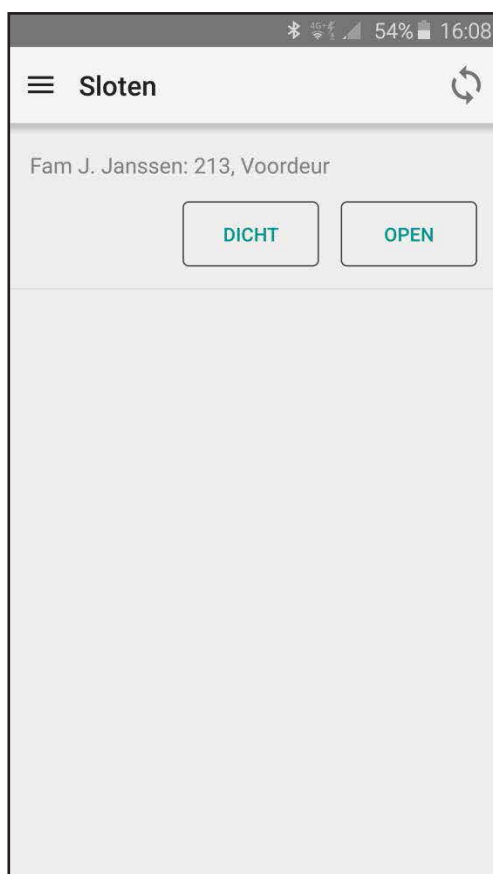 54% 16:08
Sloten
Fam J. Janssen: 213, Voordeur
DICHT OPEN